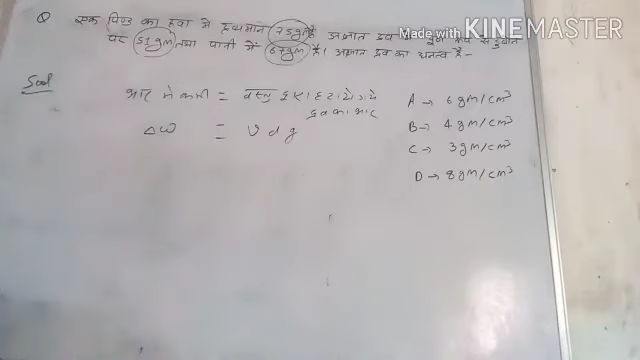 Made with KINEMASTER
Q एक पिण्ड का हवा में द्रव्यमान 75gm है अज्ञात द्रव में पूर्ण
पर 51gm तथा पानी में 67gm है। अज्ञात द्रव का घनत्व है-
Sol
भार में कमी = वस्तु द्वारा हटाये गये
द्रव का भार
Δw = V d g
A → 6 gm/cm³
B → 4 gm/cm³
C → 3 gm/cm³
D → 8 gm/cm³